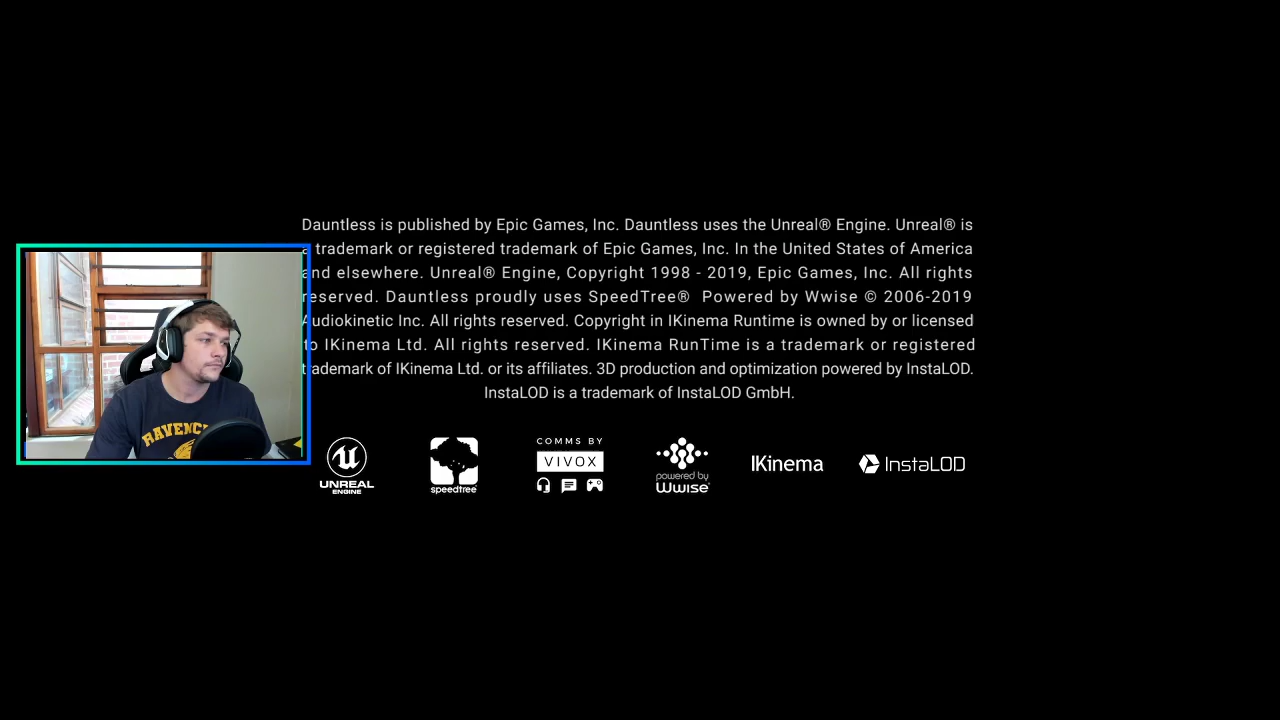 Dauntless is published by Epic Games, Inc. Dauntless uses the Unreal® Engine. Unreal® is
a trademark or registered trademark of Epic Games, Inc. In the United States of America
and elsewhere. Unreal® Engine, Copyright 1998 - 2019, Epic Games, Inc. All rights
reserved. Dauntless proudly uses SpeedTree® Powered by Wwise © 2006-2019
Audiokinetic Inc. All rights reserved. Copyright in IKinema Runtime is owned by or licensed
to IKinema Ltd. All rights reserved. IKinema RunTime is a trademark or registered
trademark of IKinema Ltd. or its affiliates. 3D production and optimization powered by InstaLOD.
InstaLOD is a trademark of InstaLOD GmbH.
UNREAL
ENGINE
speedtree
COMMS BY
VIVOX
powered by
Wwise
IKinema
InstaLOD